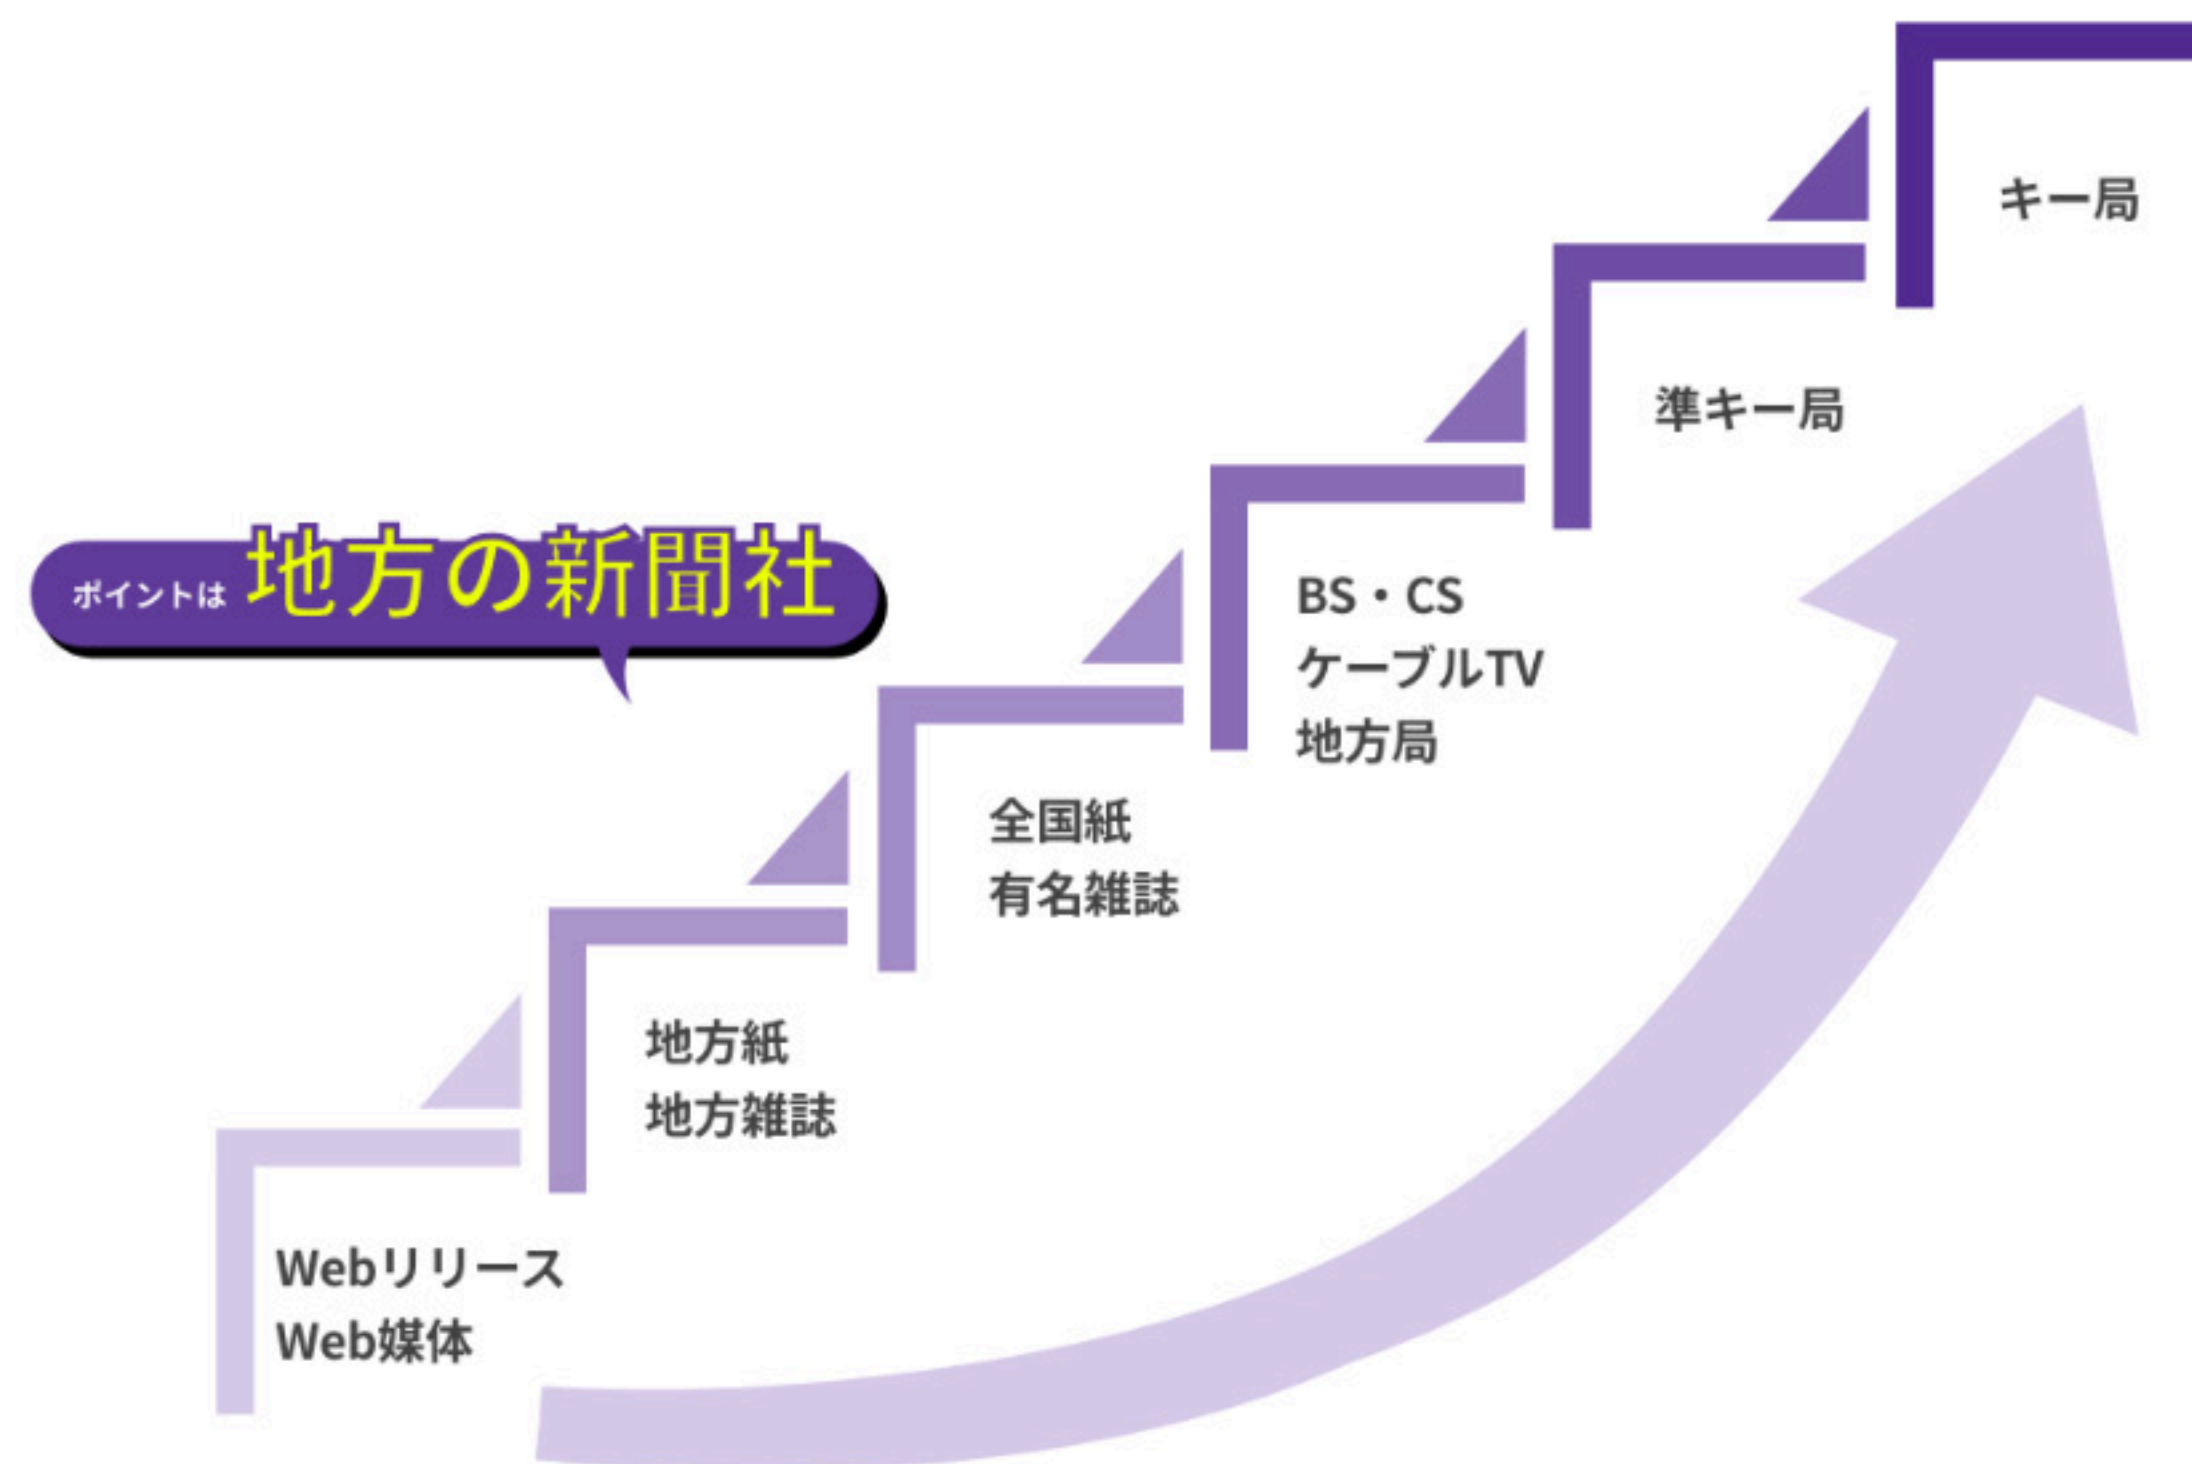 キー局
準キー局
ポイントは 地方の新聞社
BS・CS
ケーブルTV
地方局
全国紙
有名雑誌
地方紙
地方雑誌
Webリリース
Web媒体